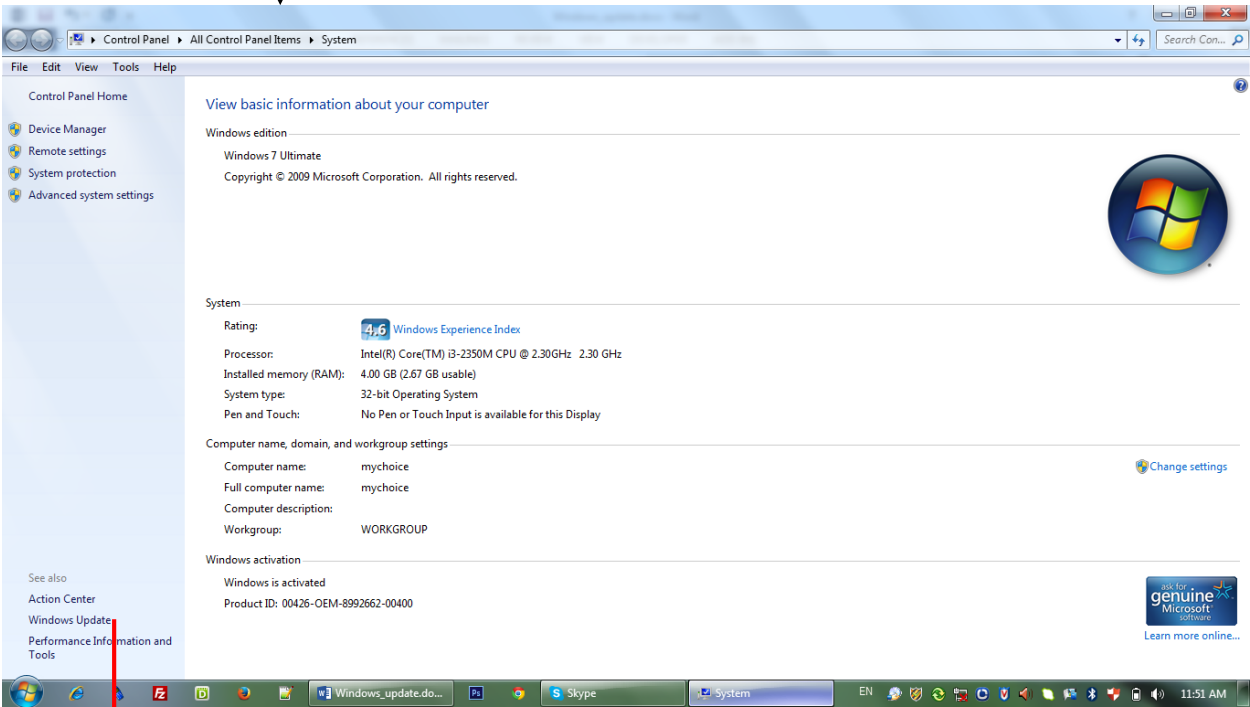 Control Panel ▸ All Control Panel Items ▸ System
Search Con...
File Edit View Tools Help
Control Panel Home
Device Manager
Remote settings
System protection
Advanced system settings
View basic information about your computer
Windows edition
Windows 7 Ultimate
Copyright © 2009 Microsoft Corporation. All rights reserved.
System
Rating: 4,6 Windows Experience Index
Processor: Intel(R) Core(TM) i3-2350M CPU @ 2.30GHz 2.30 GHz
Installed memory (RAM): 4.00 GB (2.67 GB usable)
System type: 32-bit Operating System
Pen and Touch: No Pen or Touch Input is available for this Display
Computer name, domain, and workgroup settings
Computer name: mychoice
Change settings
Full computer name: mychoice
Computer description:
Workgroup: WORKGROUP
Windows activation
Windows is activated
Product ID: 00426-OEM-8992662-00400
ask for
genuine
Microsoft
software
Learn more online...
See also
Action Center
Windows Update
Performance Information and
Tools
Fz D Windows_update.do... Ps S Skype System EN 11:51 AM